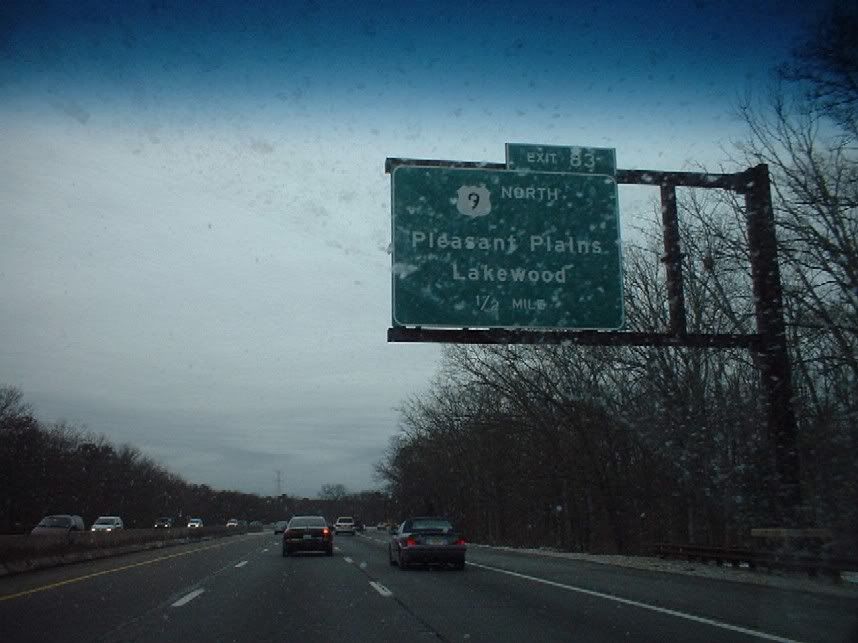 EXIT 83
9 NORTH
Pleasant Plains
Lakewood
1/2 MILE